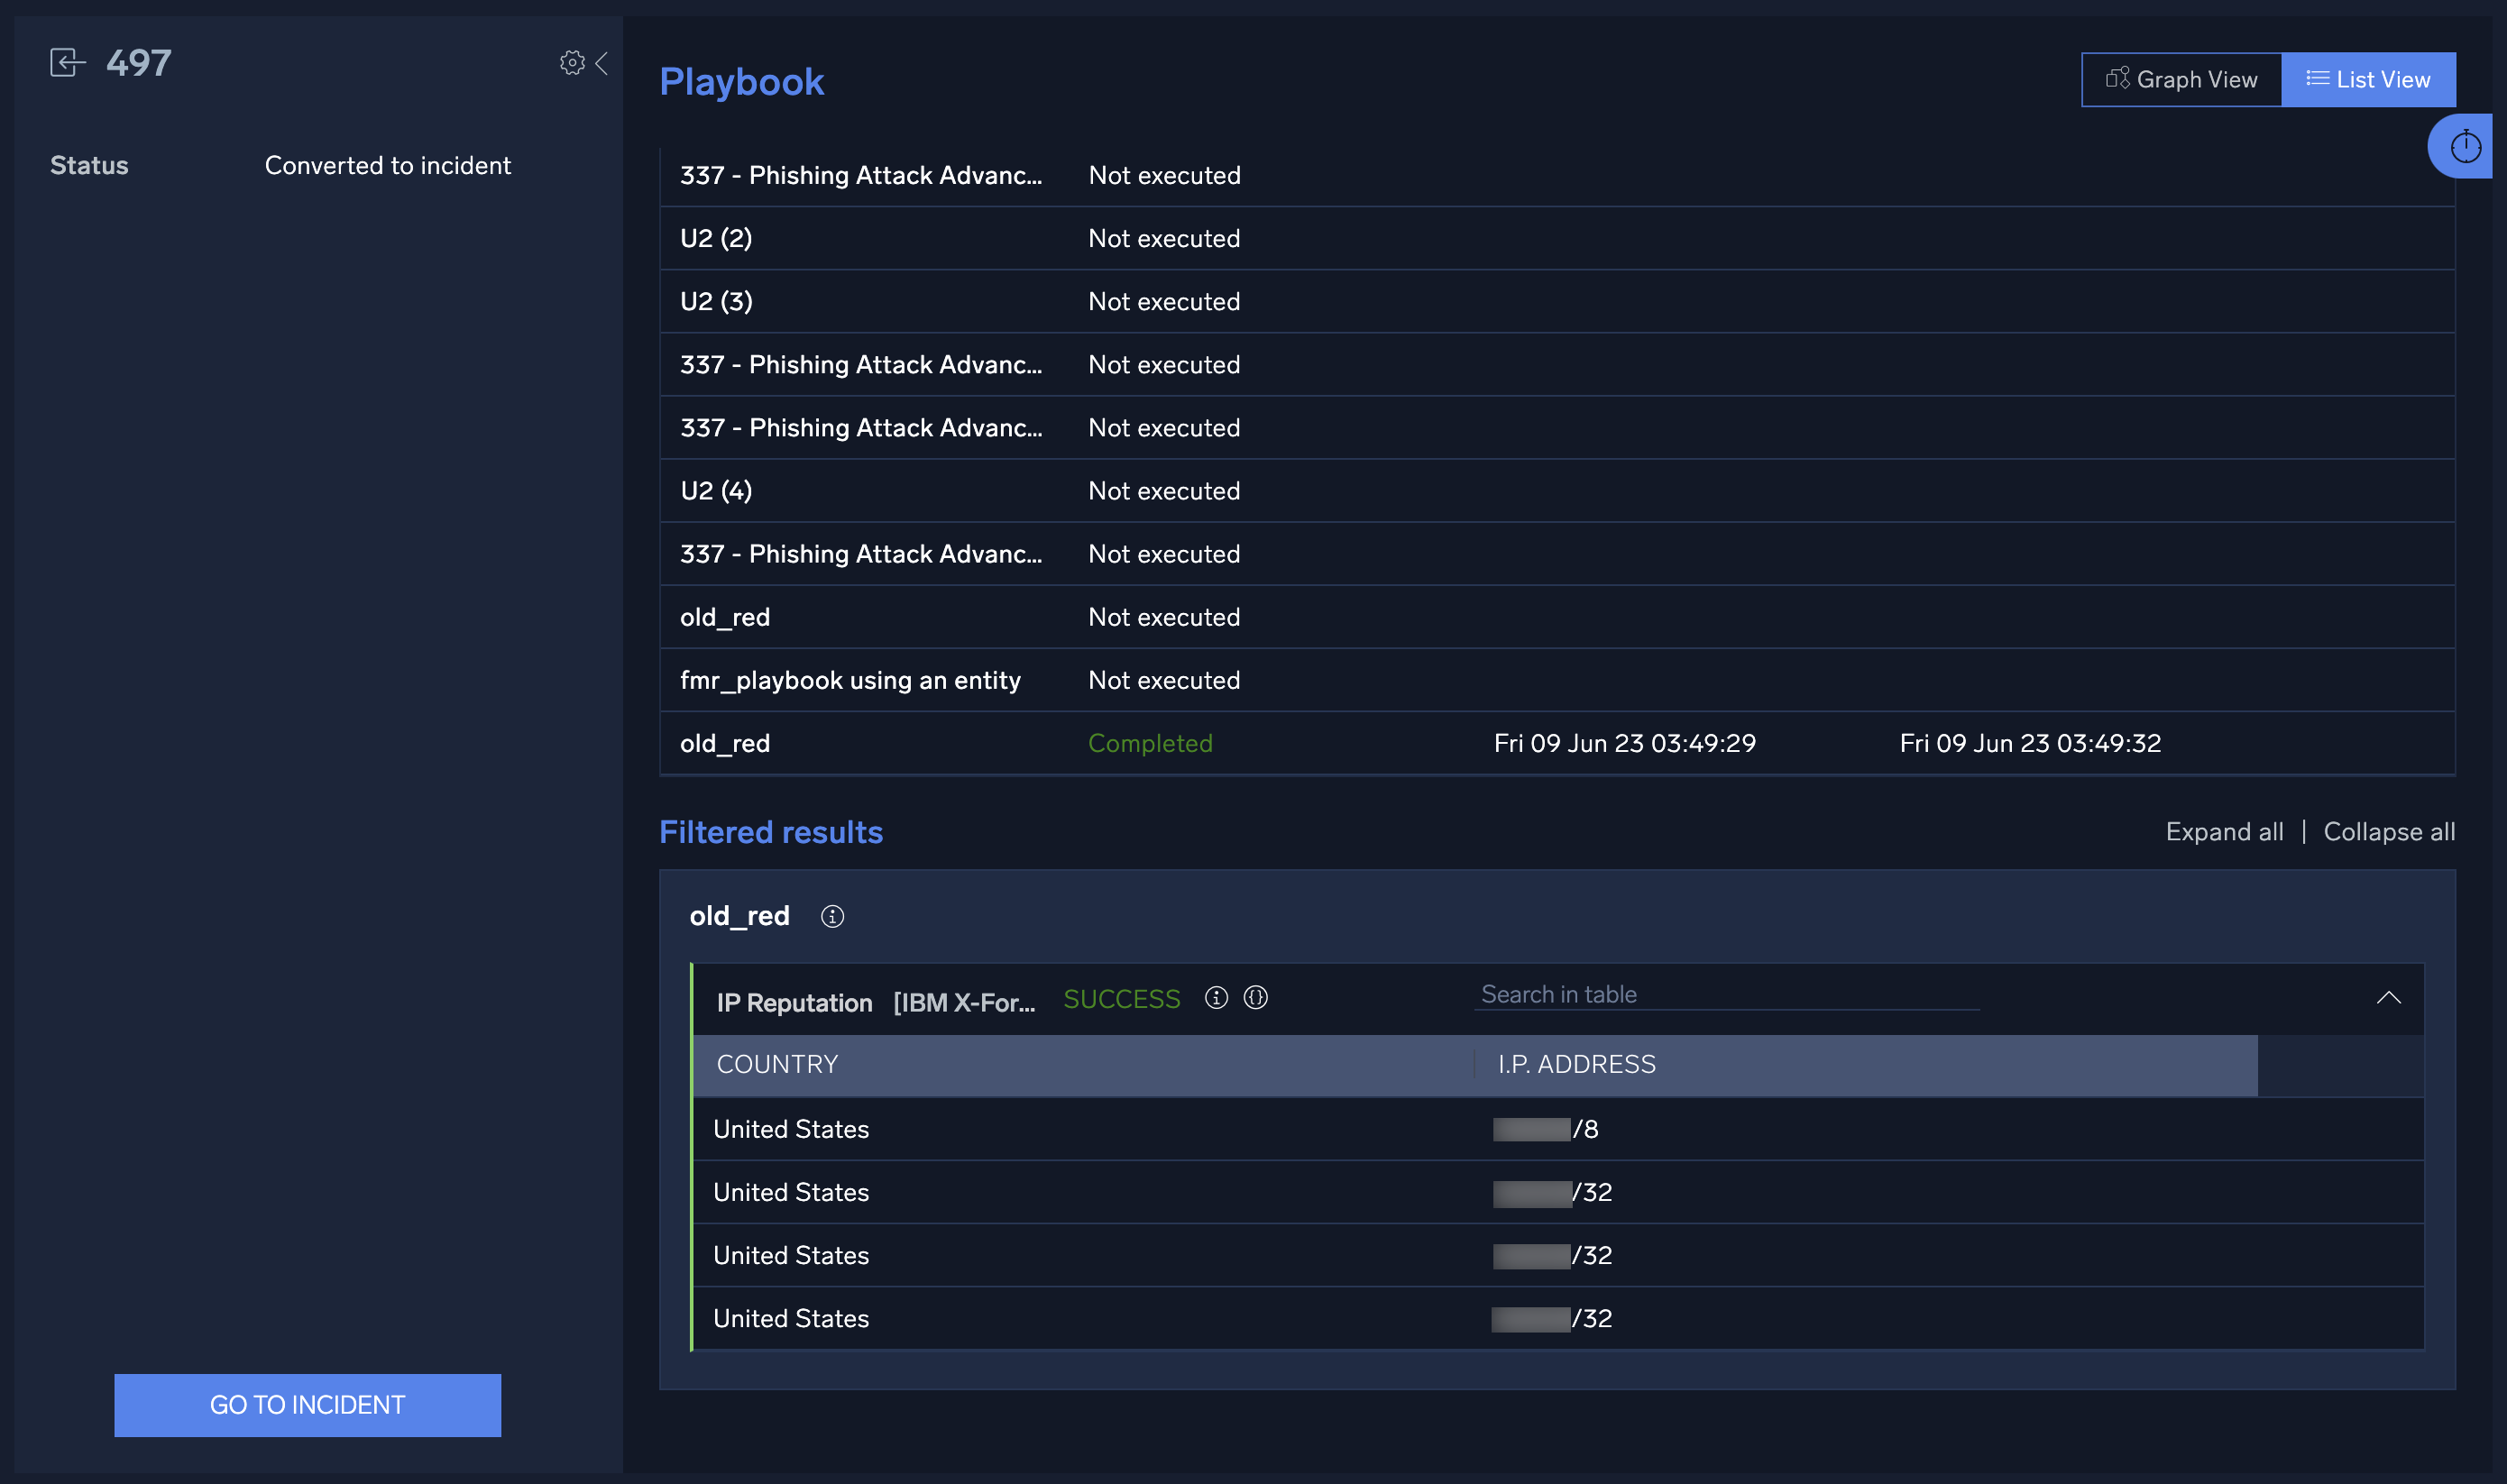 497
Status Converted to incident
GO TO INCIDENT
Playbook
Graph View List View
337 - Phishing Attack Advanc... Not executed
U2 (2) Not executed
U2 (3) Not executed
337 - Phishing Attack Advanc... Not executed
337 - Phishing Attack Advanc... Not executed
U2 (4) Not executed
337 - Phishing Attack Advanc... Not executed
old_red Not executed
fmr_playbook using an entity Not executed
old_red Completed Fri 09 Jun 23 03:49:29 Fri 09 Jun 23 03:49:32
Filtered results Expand all | Collapse all
old_red
IP Reputation [IBM X-For... SUCCESS Search in table
COUNTRY I.P. ADDRESS
United States /8
United States /32
United States /32
United States /32